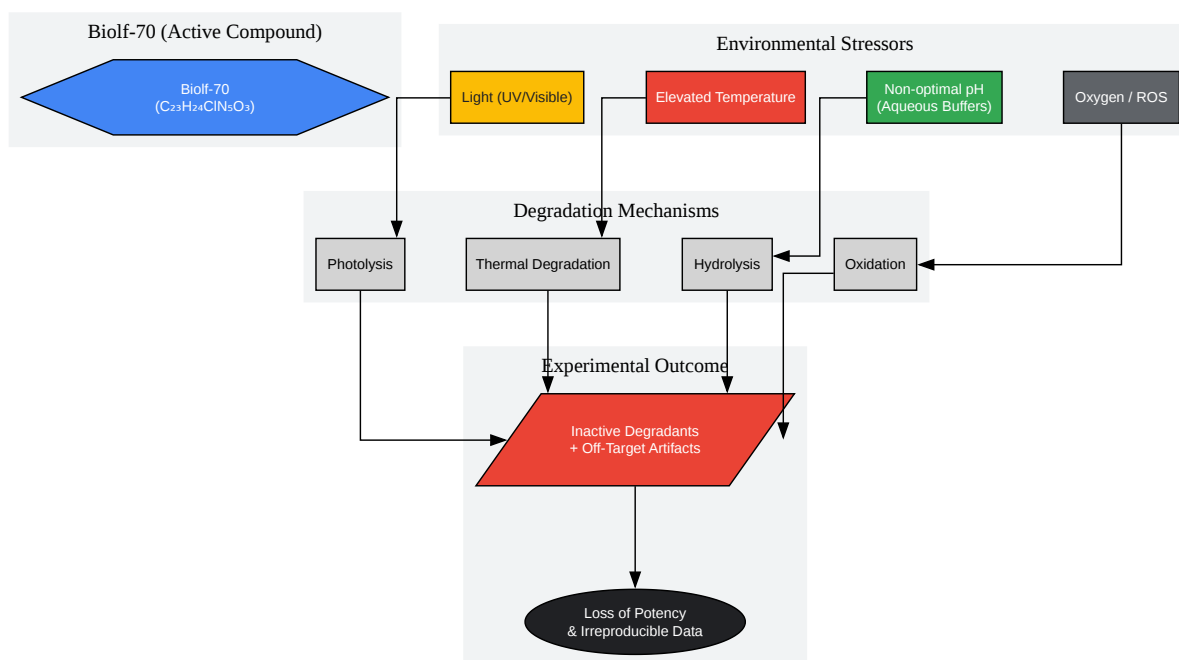 Biolf-70 (Active Compound)
Biolf-70
(C₂₃H₂₄ClN₅O₃)
Environmental Stressors
Light (UV/Visible)
Elevated Temperature
Non-optimal pH
(Aqueous Buffers)
Oxygen / ROS
Degradation Mechanisms
Photolysis
Thermal Degradation
Hydrolysis
Oxidation
Experimental Outcome
Inactive Degradants
+ Off-Target Artifacts
Loss of Potency
& Irreproducible Data